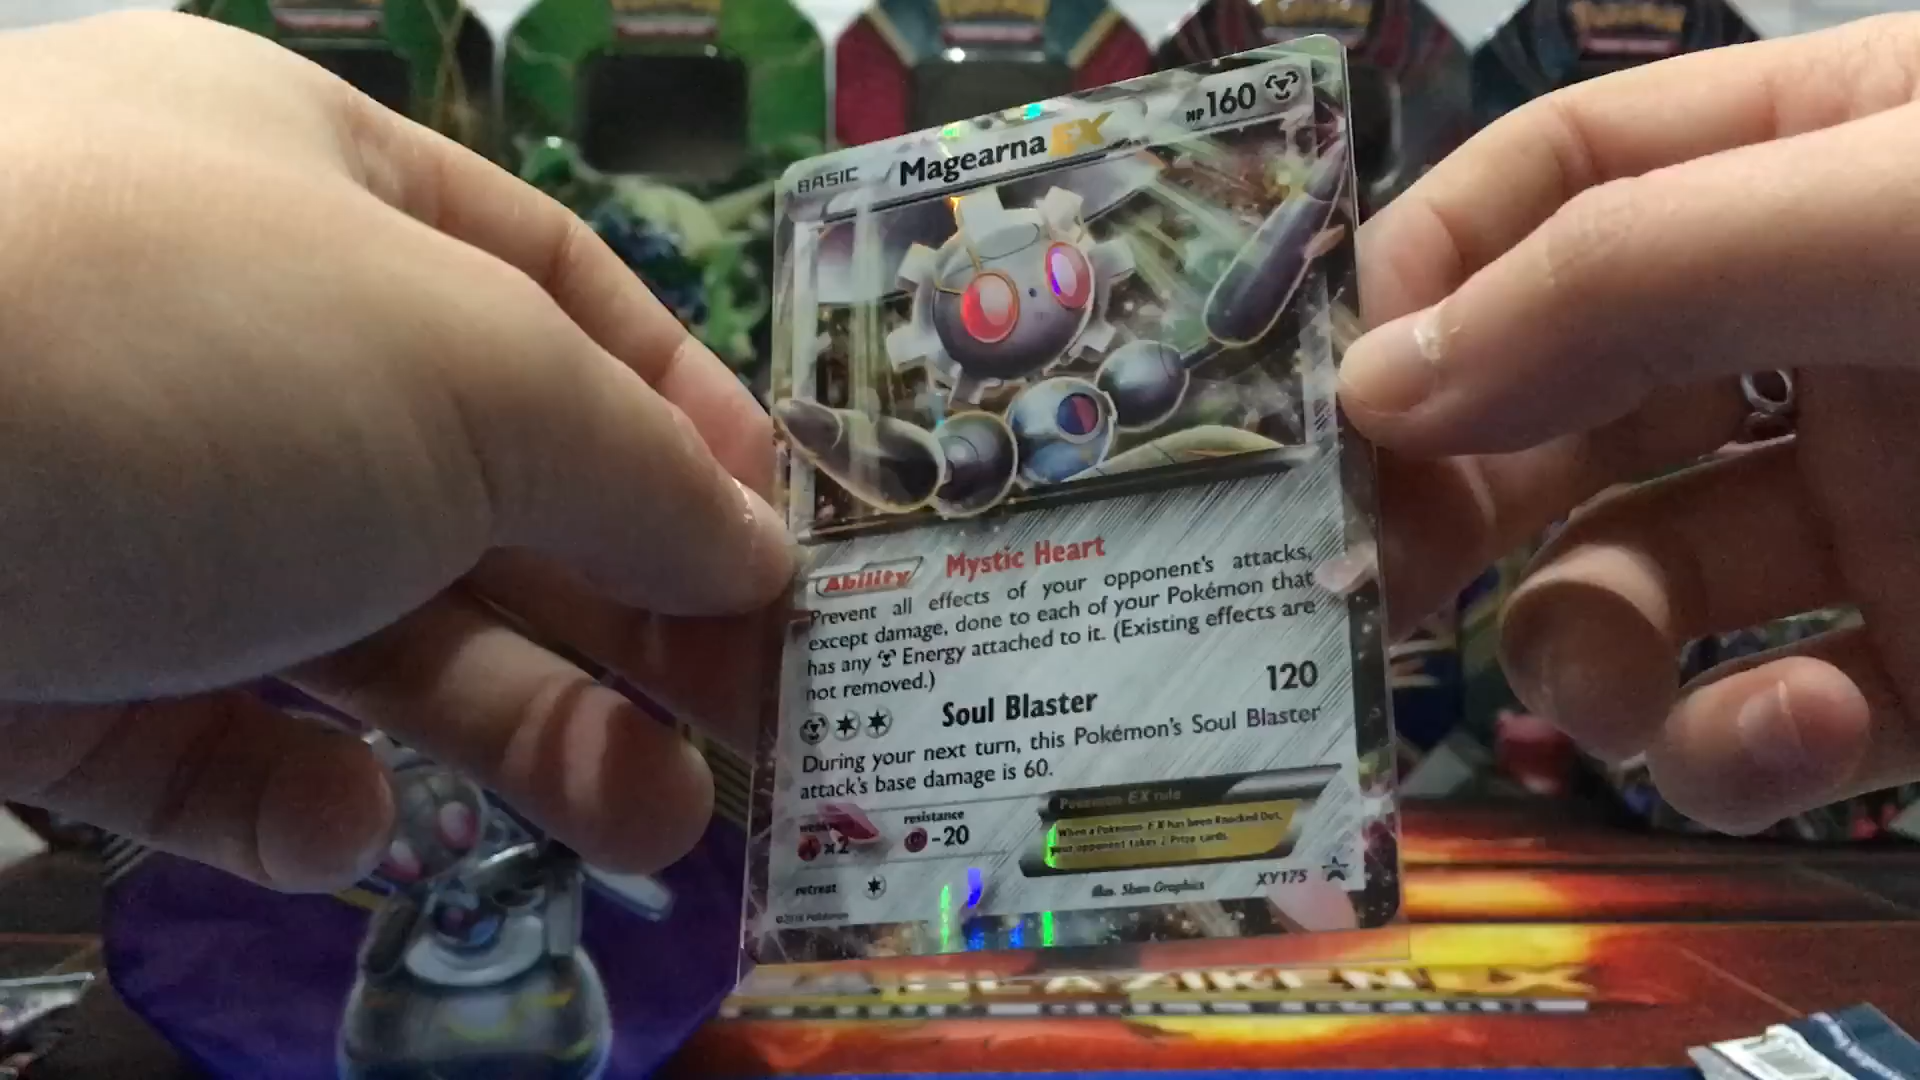 BASIC Magearna EX HP160
Ability Mystic Heart
Prevent all effects of your opponent's attacks,
except damage, done to each of your Pokémon that
has any Energy attached to it. (Existing effects are
not removed.)
Soul Blaster 120
During your next turn, this Pokémon's Soul Blaster
attack's base damage is 60.
resistance
×2 -20
Pokémon EX rule
When a Pokémon-EX has been Knocked Out,
your opponent takes 2 Prize cards.
retreat
XY175
©2016 Pokémon